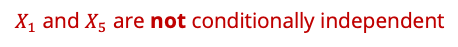 X₁ and X₅ are not conditionally independent